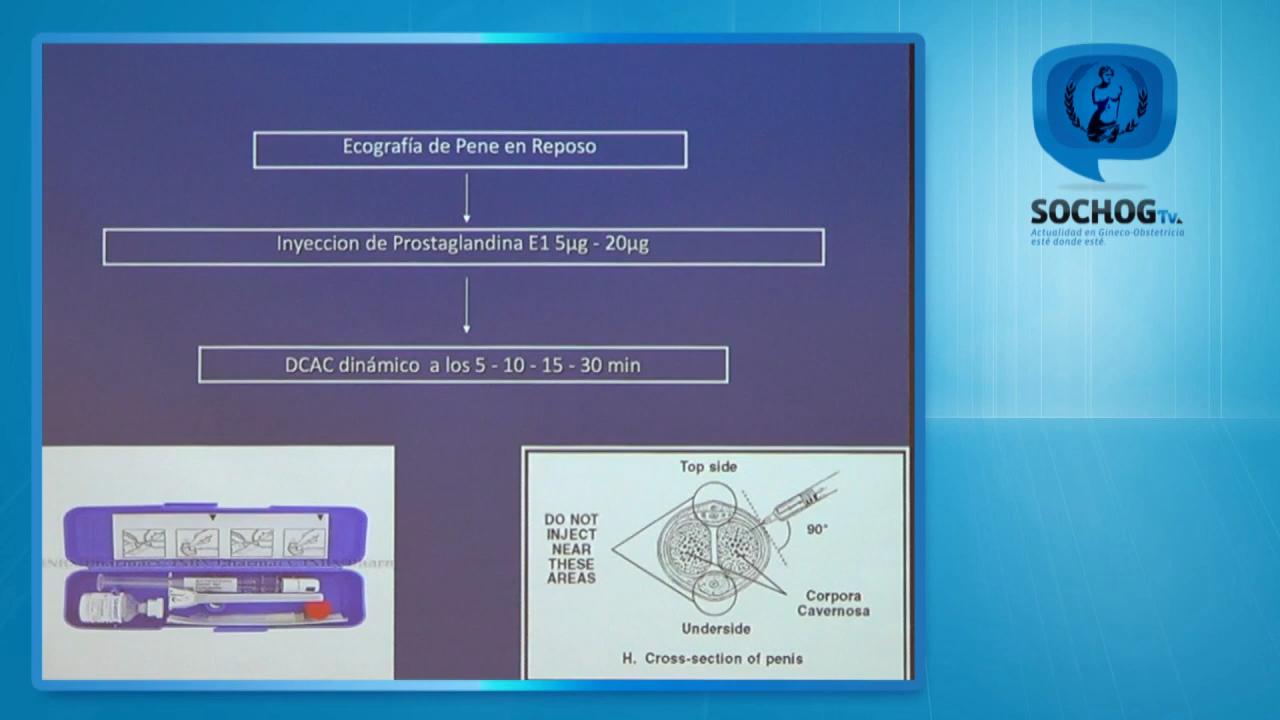 Ecografía de Pene en Reposo
Inyeccion de Prostaglandina E1 5µg - 20µg
DCAC dinámico a los 5 - 10 - 15 - 30 min
Top side
DO NOT
INJECT
NEAR
THESE
AREAS
90°
Corpora
Cavernosa
Underside
H. Cross-section of penis
SOCHOG Tv.
Actualidad en Gineco-Obstetricia
esté donde esté.